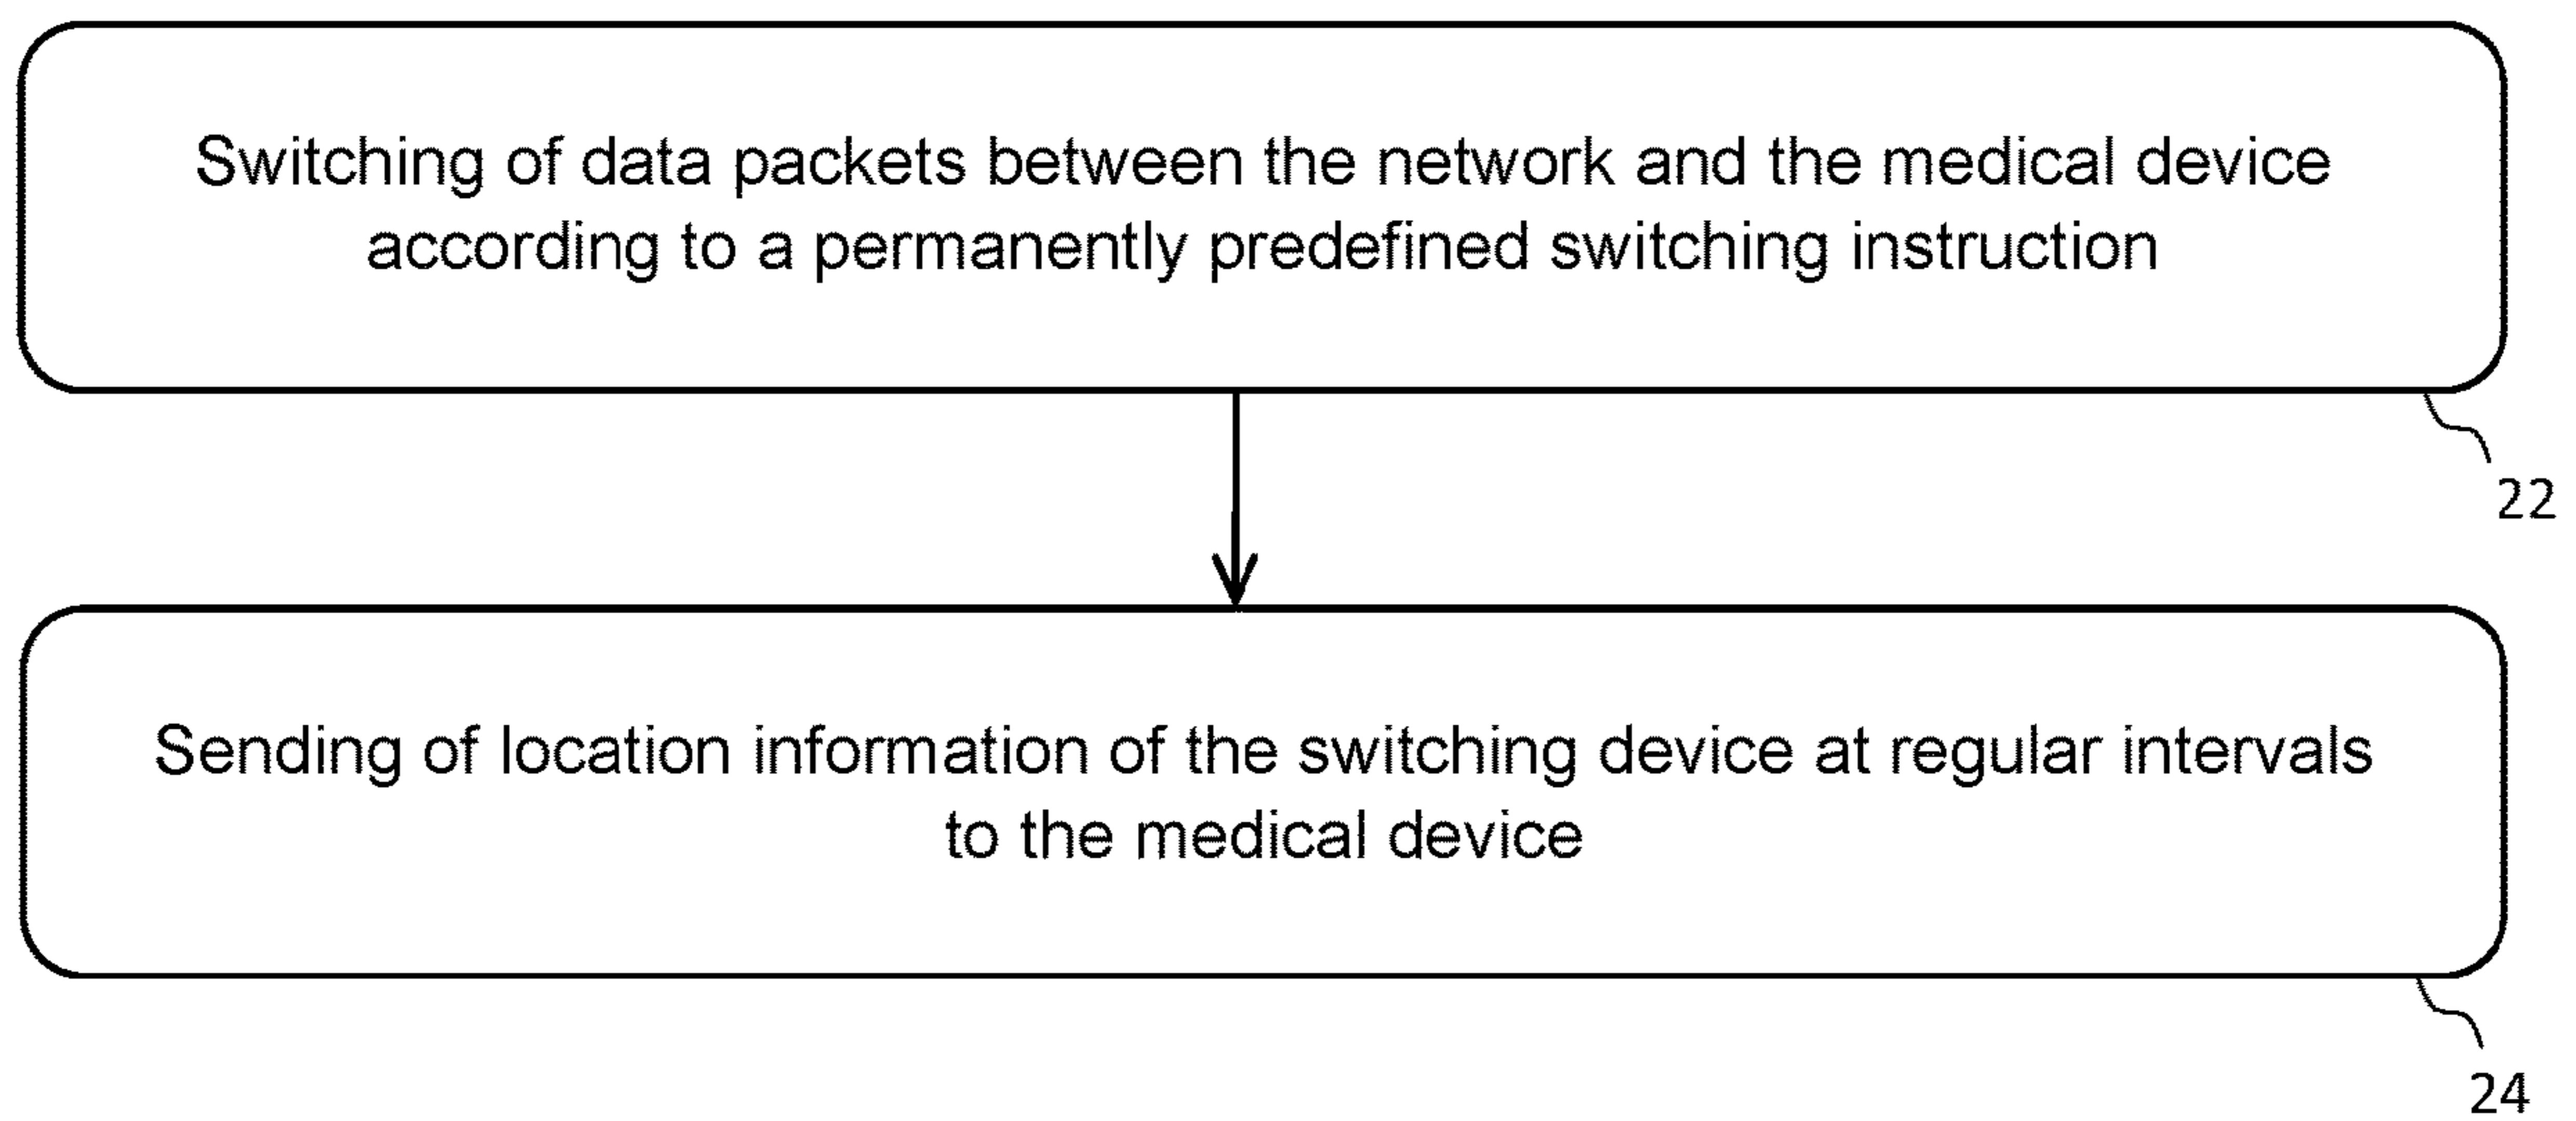 Switching of data packets between the network and the medical device
according to a permanently predefined switching instruction
22
Sending of location information of the switching device at regular intervals
to the medical device
24